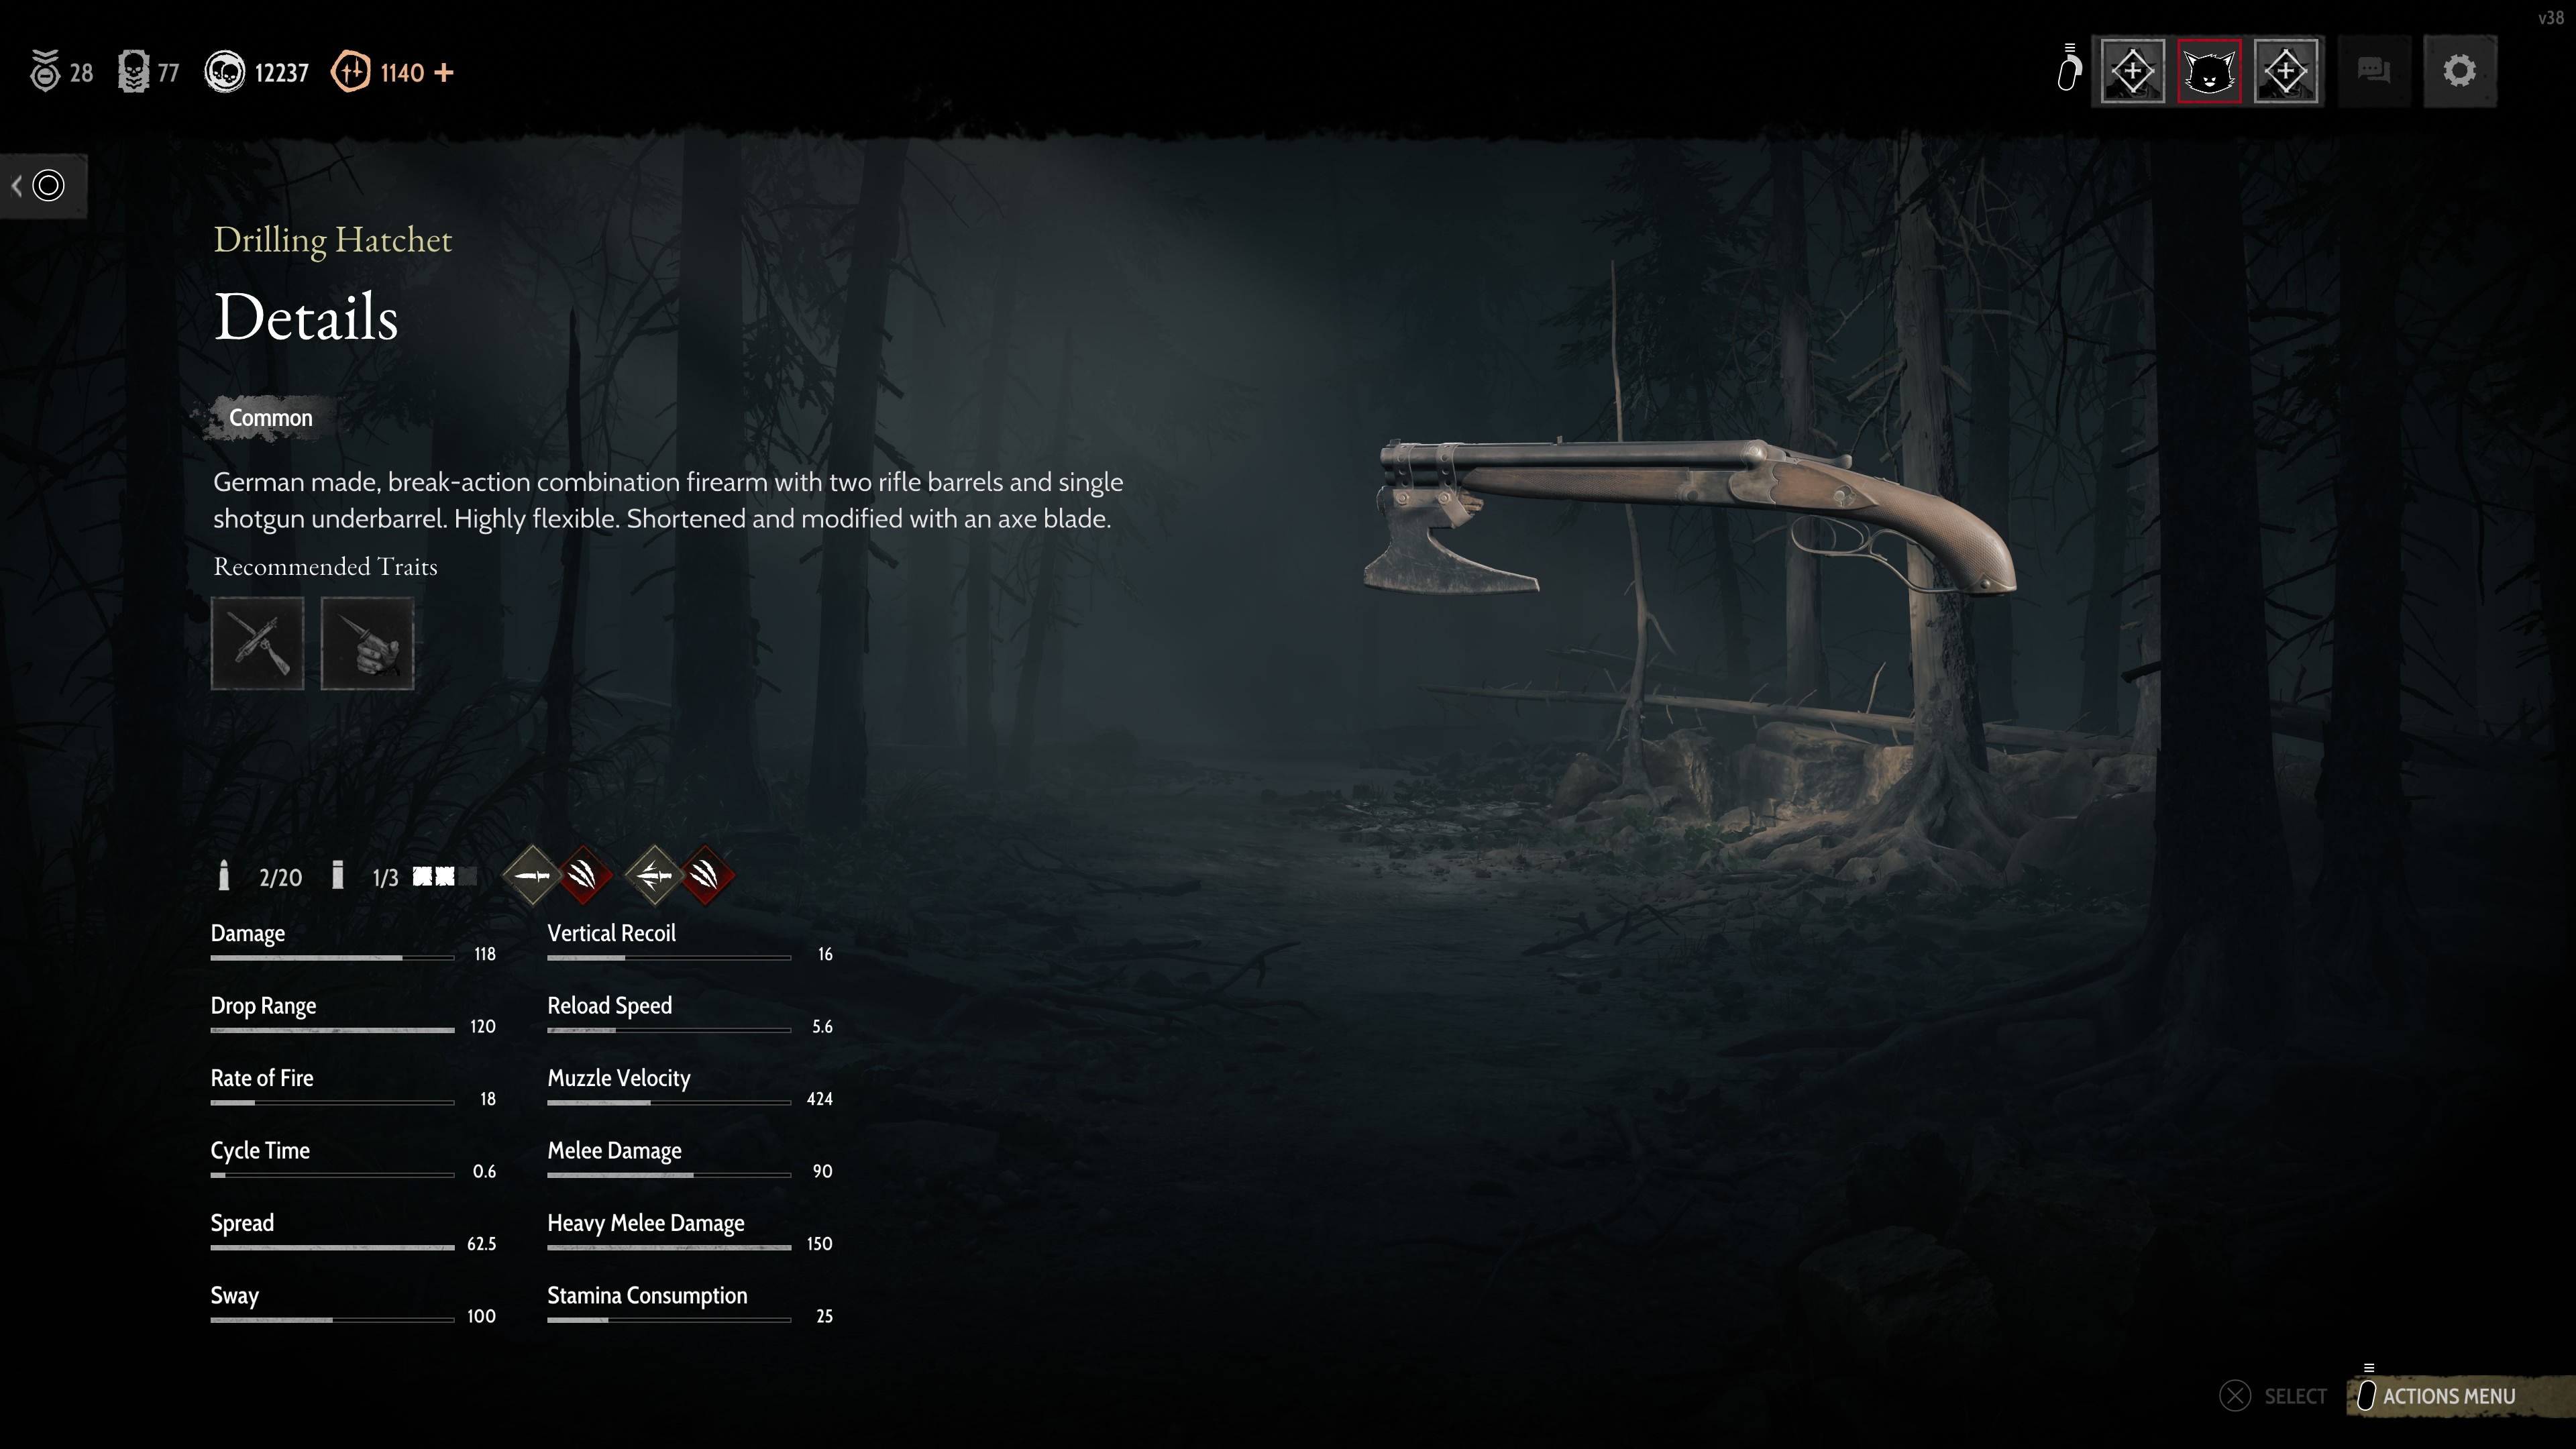 v38
28 77 12237 1140 +
Drilling Hatchet
Details
Common
German made, break-action combination firearm with two rifle barrels and single
shotgun underbarrel. Highly flexible. Shortened and modified with an axe blade.
Recommended Traits
2/20 1/3
Damage 118
Vertical Recoil 16
Drop Range 120
Reload Speed 5.6
Rate of Fire 18
Muzzle Velocity 424
Cycle Time 0.6
Melee Damage 90
Spread 62.5
Heavy Melee Damage 150
Sway 100
Stamina Consumption 25
SELECT ACTIONS MENU